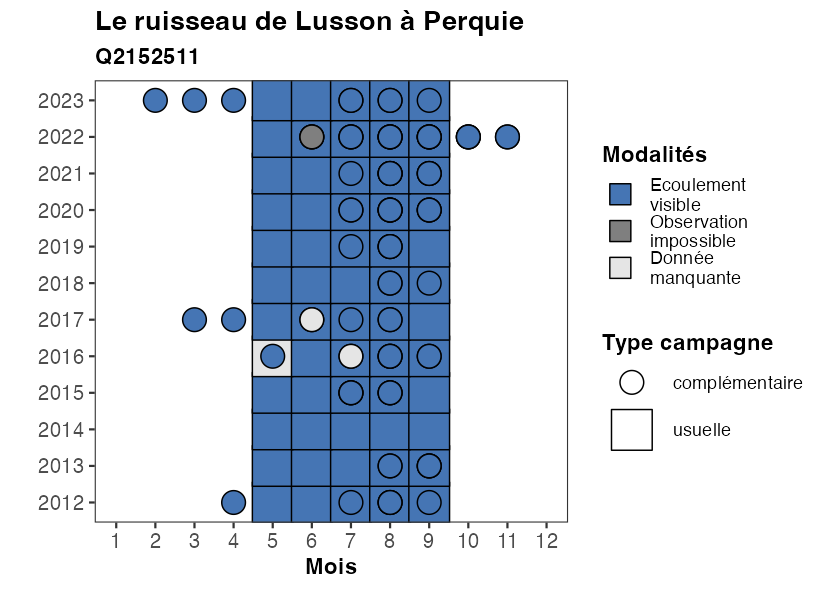 Le ruisseau de Lusson à Perquie
Q2152511
2023
2022
2021
2020
2019
2018
2017
2016
2015
2014
2013
2012
1 2 3 4 5 6 7 8 9 10 11 12
Mois
Modalités
Ecoulement
visible
Observation
impossible
Donnée
manquante
Type campagne
complémentaire
usuelle